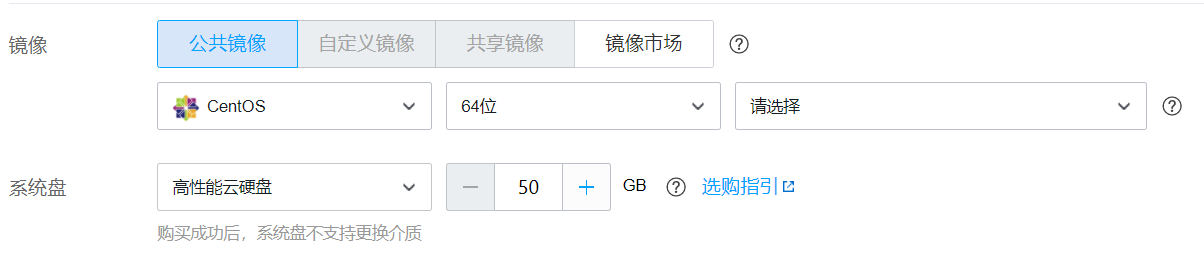 镜像 公共镜像 自定义镜像 共享镜像 镜像市场 ?
CentOS 64位 请选择 ?
系统盘 高性能云硬盘 － 50 ＋ GB ? 选购指引
购买成功后，系统盘不支持更换介质